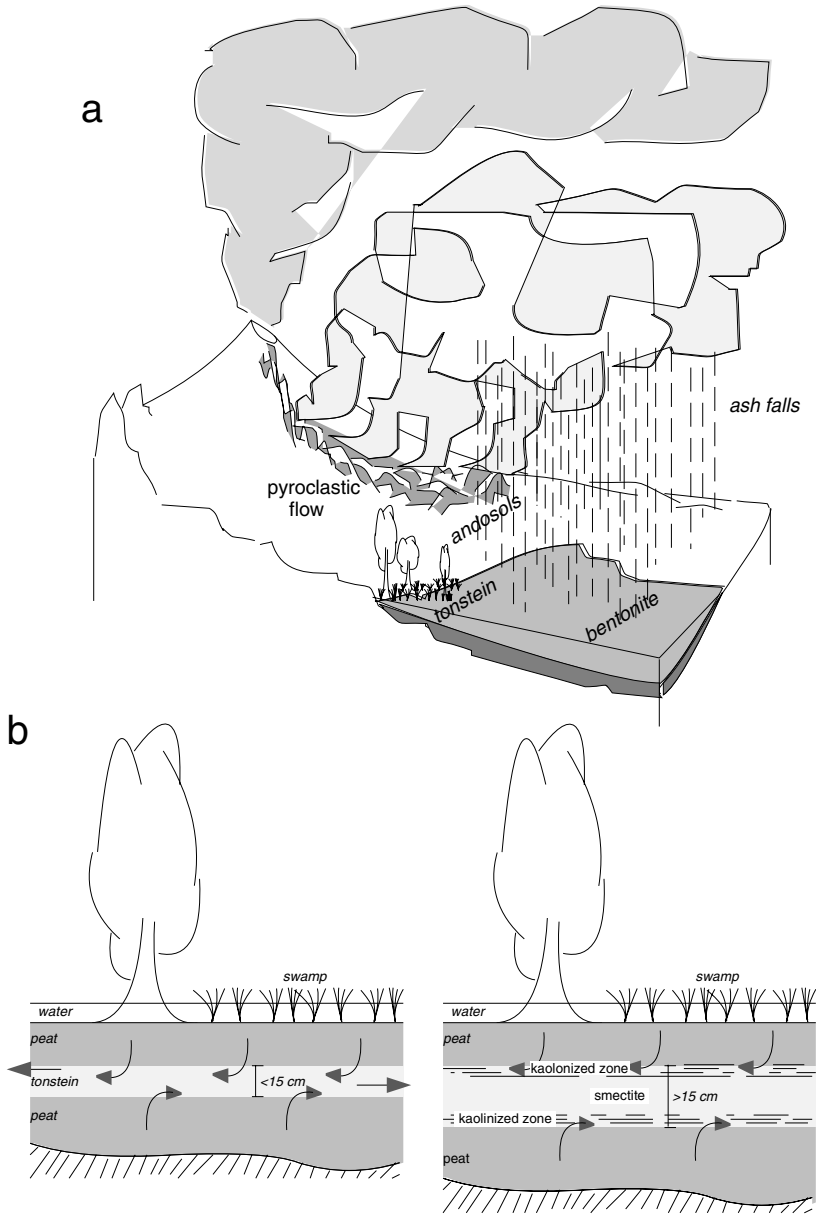 a
ash falls
pyroclastic
flow
andosols
tonstein
bentonite
b
swamp
water
peat
tonstein
<15 cm
peat
swamp
water
peat
kaolonized zone
smectite
>15 cm
kaolinized zone
peat